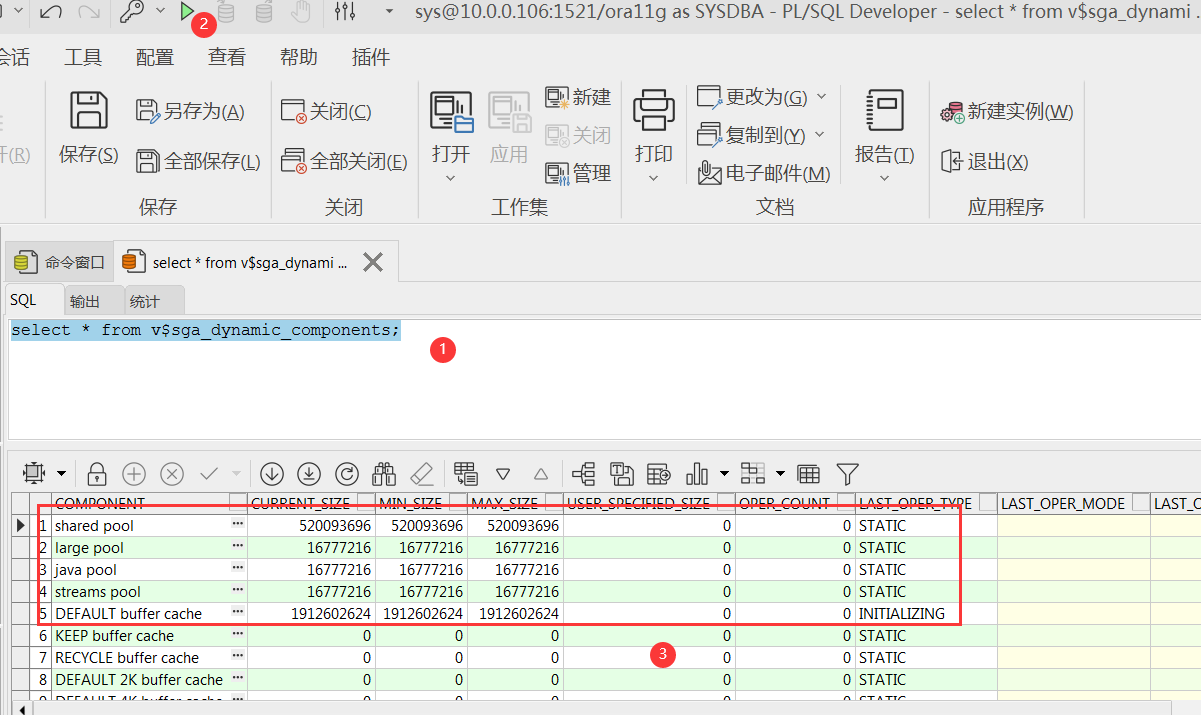 2
sys@10.0.0.106:1521/ora11g as SYSDBA - PL/SQL Developer - select * from v$sga_dynami ...
会话 工具 配置 查看 帮助 插件
(R)
保存(S)
另存为(A)
全部保存(L)
保存
关闭(C)
全部关闭(E)
关闭
打开
应用
新建
关闭
管理
工作集
打印
更改为(G)
复制到(Y)
电子邮件(M)
文档
报告(T)
新建实例(W)
退出(X)
应用程序
命令窗口 select * from v$sga_dynami ...
SQL 输出 统计
select * from v$sga_dynamic_components;
1
COMPONENT CURRENT_SIZE MIN_SIZE MAX_SIZE USER_SPECIFIED_SIZE OPER_COUNT LAST_OPER_TYPE LAST_OPER_MODE
1 shared pool ... 520093696 520093696 520093696 0 0 STATIC
2 large pool ... 16777216 16777216 16777216 0 0 STATIC
3 java pool ... 16777216 16777216 16777216 0 0 STATIC
4 streams pool ... 16777216 16777216 16777216 0 0 STATIC
5 DEFAULT buffer cache ... 1912602624 1912602624 1912602624 0 0 INITIALIZING
6 KEEP buffer cache ... 0 0 0 0 0 STATIC
7 RECYCLE buffer cache ... 0 0 0 0 0 STATIC
3
8 DEFAULT 2K buffer cache ... 0 0 0 0 0 STATIC